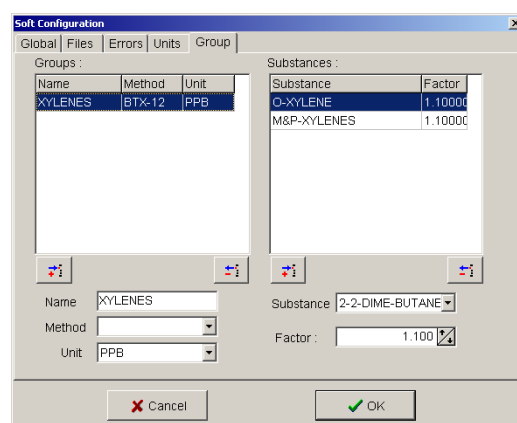 Soft Configuration
Global Files Errors Units Group
Groups : Substances :
Name Method Unit Substance Factor
XYLENES BTX-12 PPB O-XYLENE 1.10000
M&P-XYLENES 1.10000
Name XYLENES Substance 2-2-DIME-BUTANE
Method
Factor : 1.100
Unit PPB
Cancel OK